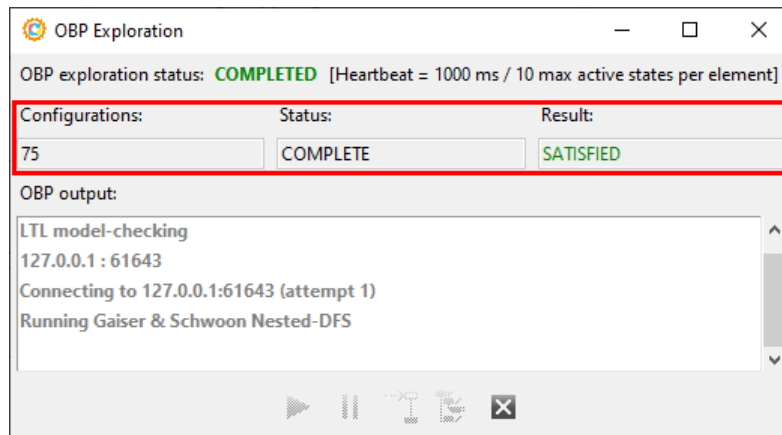 OBP Exploration
OBP exploration status: COMPLETED [Heartbeat = 1000 ms / 10 max active states per element]
Configurations: Status: Result:
75 COMPLETE SATISFIED
OBP output:
LTL model-checking
127.0.0.1 : 61643
Connecting to 127.0.0.1:61643 (attempt 1)
Running Gaiser & Schwoon Nested-DFS